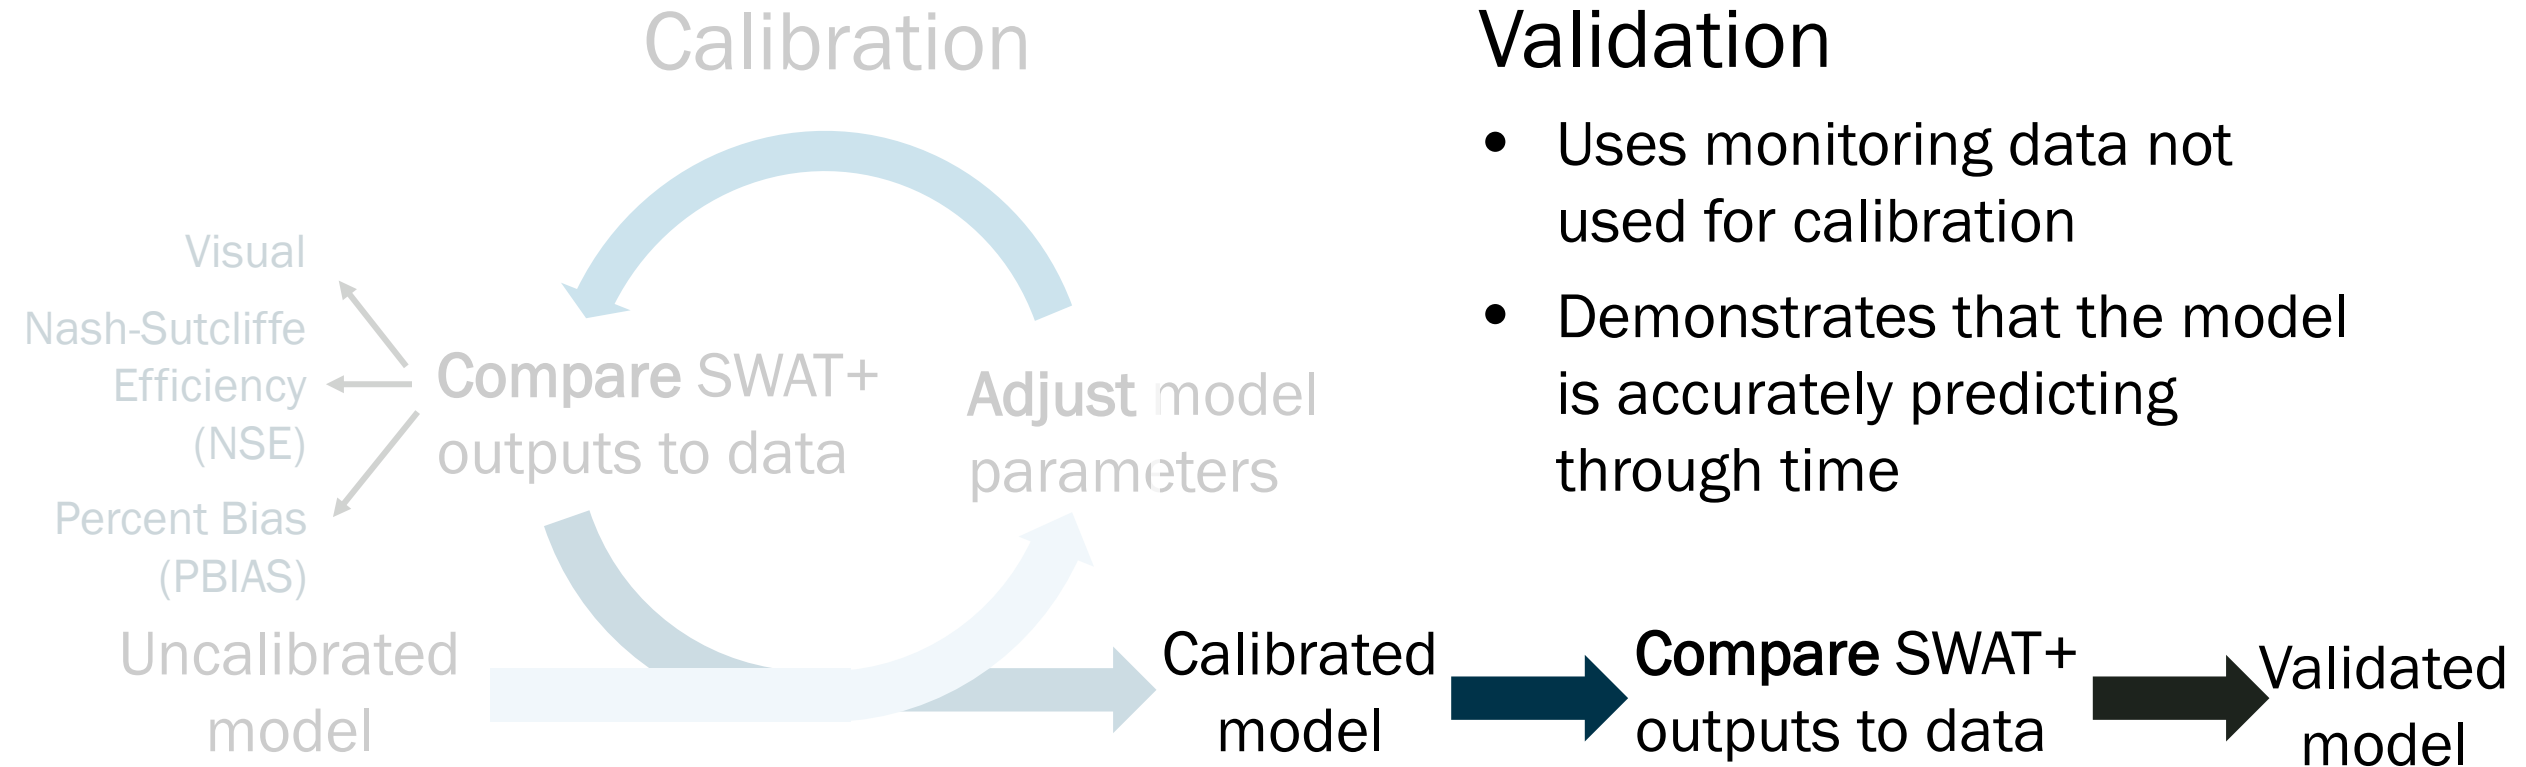 Calibration
Visual
Nash-Sutcliffe
Efficiency
(NSE)
Percent Bias
(PBIAS)
Compare SWAT+
outputs to data
Adjust model
parameters
Uncalibrated
model
Validation
• Uses monitoring data not
used for calibration
• Demonstrates that the model
is accurately predicting
through time
Calibrated
model
Compare SWAT+
outputs to data
Validated
model